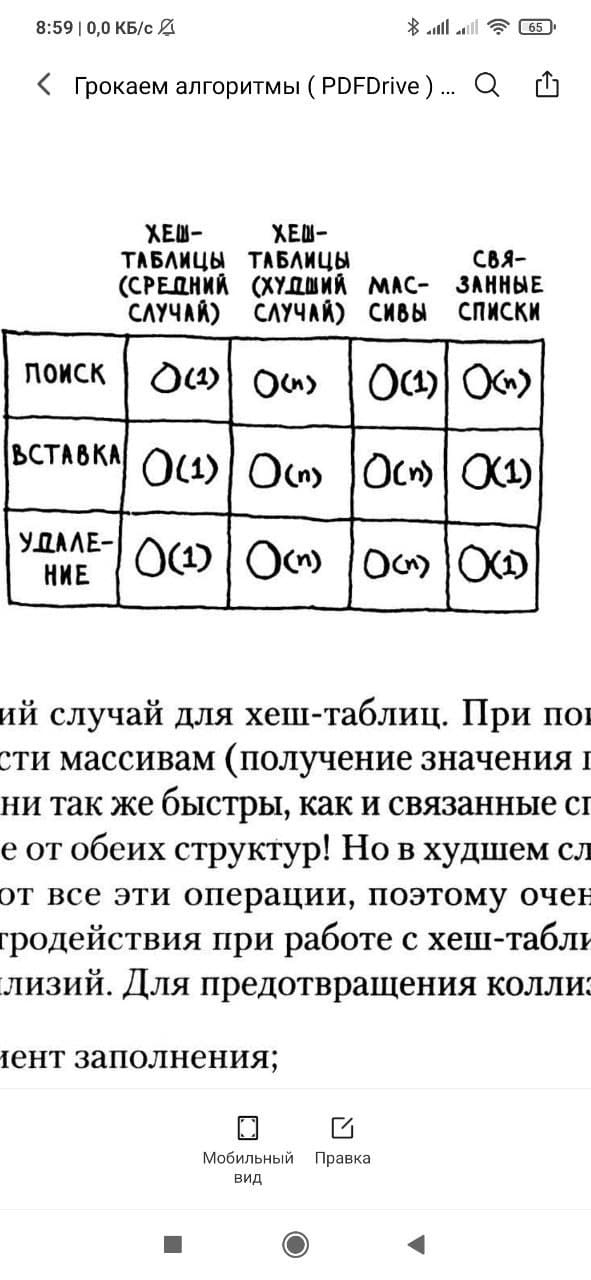 8:59 | 0,0 КБ/с 65
Грокаем алгоритмы ( PDFDrive ) ...
ХЕШ- ХЕШ-
ТАБЛИЦЫ ТАБЛИЦЫ СВЯ-
(СРЕДНИЙ (ХУДШИЙ МАС- ЗАННЫЕ
СЛУЧАЙ) СЛУЧАЙ) СИВЫ СПИСКИ
ПОИСК O(1) O(n) O(1) O(n)
ВСТАВКА O(1) O(n) O(n) O(1)
УДАЛЕ-
НИЕ O(1) O(n) O(n) O(1)
ий случай для хеш-таблиц. При пои
сти массивам (получение значения п
ни так же быстры, как и связанные сп
е от обеих структур! Но в худшем сл
от все эти операции, поэтому очен
тродействия при работе с хеш-табли
лизий. Для предотвращения колли
иент заполнения;
Мобильный Правка
вид